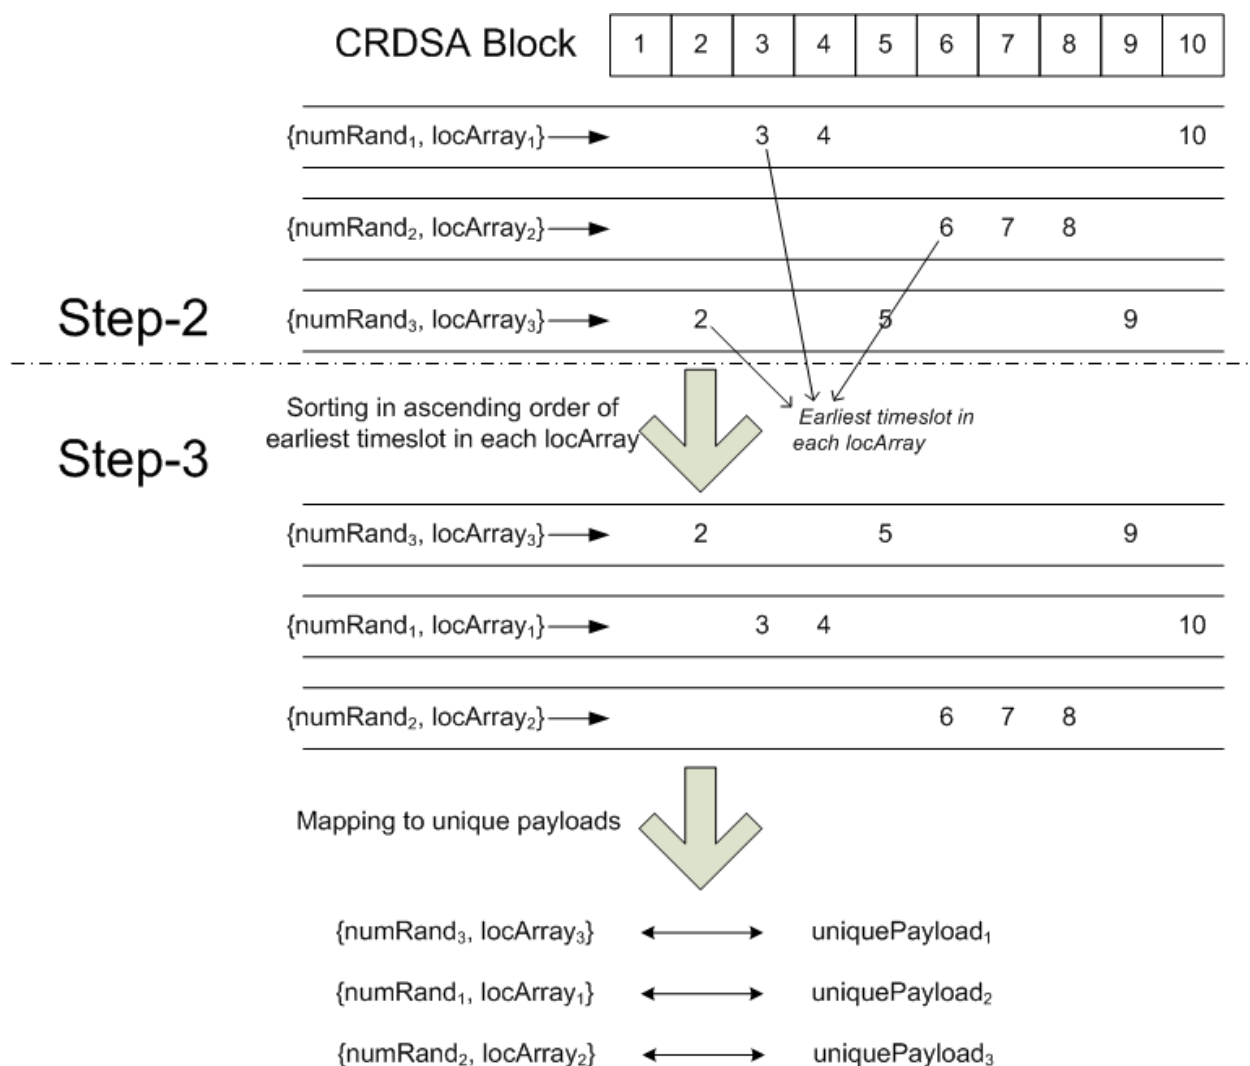 CRDSA Block 1 2 3 4 5 6 7 8 9 10
{numRand₁, locArray₁} 3 4 10
{numRand₂, locArray₂} 6 7 8
Step-2 {numRand₃, locArray₃} 2 5 9
Sorting in ascending order of
earliest timeslot in each locArray
Earliest timeslot in
each locArray
Step-3
{numRand₃, locArray₃} 2 5 9
{numRand₁, locArray₁} 3 4 10
{numRand₂, locArray₂} 6 7 8
Mapping to unique payloads
{numRand₃, locArray₃} uniquePayload₁
{numRand₁, locArray₁} uniquePayload₂
{numRand₂, locArray₂} uniquePayload₃